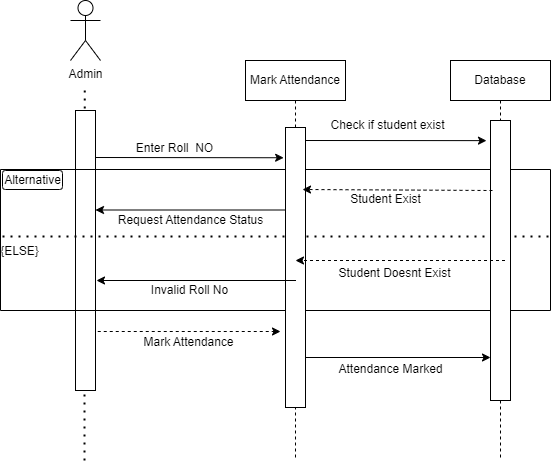 Admin
Mark Attendance
Database
Check if student exist
Enter Roll  NO
Alternative
Student Exist
Request Attendance Status
{ELSE}
Student Doesnt Exist
Invalid Roll No
Mark Attendance
Attendance Marked